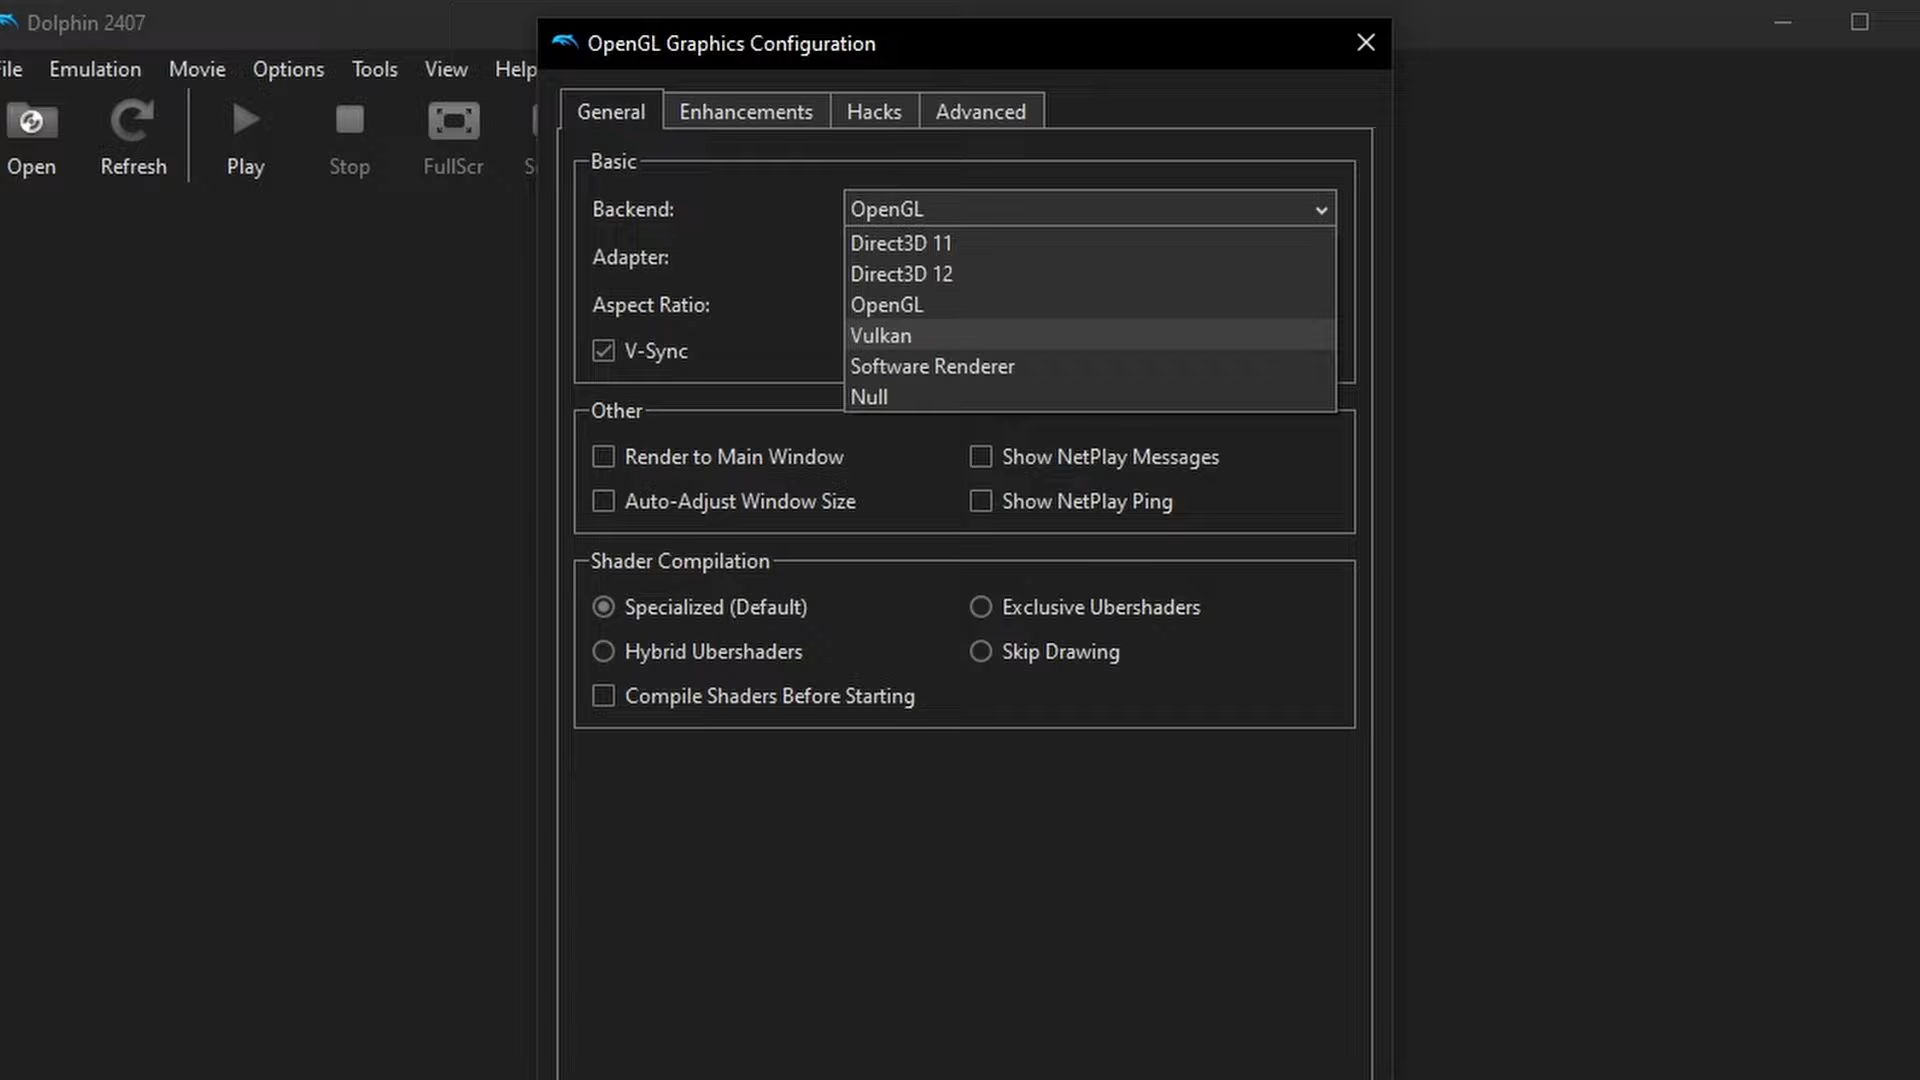 Dolphin 2407
OpenGL Graphics Configuration
ile Emulation Movie Options Tools View Help
General Enhancements Hacks Advanced
Open Refresh Play Stop FullScr S
Basic
Backend: OpenGL
Direct3D 11
Adapter:
Direct3D 12
Aspect Ratio:
OpenGL
Vulkan
V-Sync
Software Renderer
Null
Other
Render to Main Window Show NetPlay Messages
Auto-Adjust Window Size Show NetPlay Ping
Shader Compilation
Specialized (Default) Exclusive Ubershaders
Hybrid Ubershaders Skip Drawing
Compile Shaders Before Starting